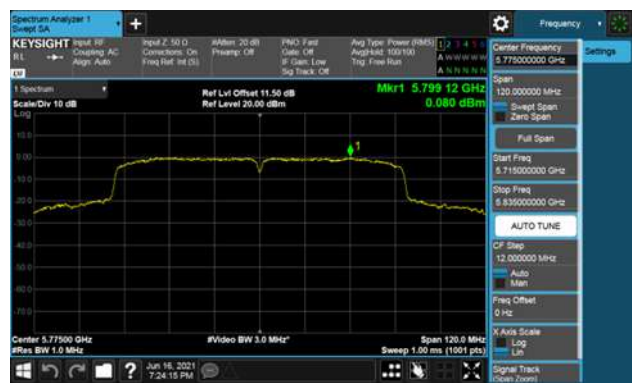 Spectrum Analyzer 1
Swept SA
Frequency
KEYSIGHT
Input: RF
Input Z: 50 Ω
#Atten: 20 dB
PNO: Fast
Avg Type: Power (RMS)
1 2 3 4 5 6
RL
Coupling: AC
Corrections: On
Preamp: Off
Gate: Off
Avg|Hold: 100/100
A W W W W W
Align: Auto
Freq Ref: Int (S)
IF Gain: Low
Trig: Free Run
Sig Track: Off
A N N N N N
Center Frequency
5.775000000 GHz
Settings
1 Spectrum
Scale/Div 10 dB
Log
Ref Lvl Offset 11.50 dB
Ref Level 20.00 dBm
Mkr1 5.799 12 GHz
0.080 dBm
Span
120.000000 MHz
Swept Span
Zero Span
Full Span
Start Freq
5.715000000 GHz
Stop Freq
5.835000000 GHz
AUTO TUNE
CF Step
12.000000 MHz
Auto
Man
Freq Offset
0 Hz
X Axis Scale
Log
Lin
Signal Track
(Span Zoom)
10.0
0.00
-10.0
-20.0
-30.0
-40.0
-50.0
-60.0
-70.0
1
Center 5.77500 GHz
#Video BW 3.0 MHz*
Span 120.0 MHz
#Res BW 1.0 MHz
Sweep 1.00 ms (1001 pts)
?
Jun 16, 2021
7:24:15 PM